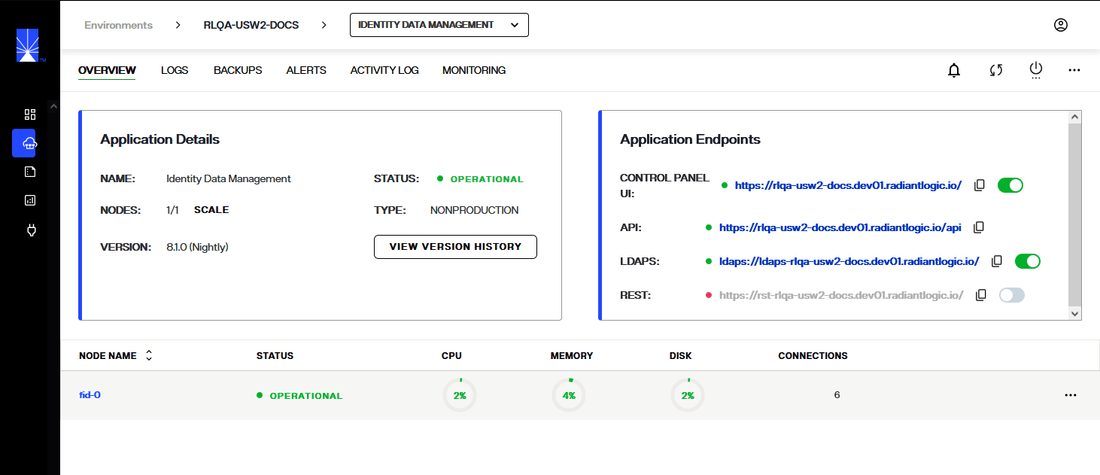 Environments > RLQA-USW2-DOCS > IDENTITY DATA MANAGEMENT
OVERVIEW LOGS BACKUPS ALERTS ACTIVITY LOG MONITORING
Application Details
NAME: Identity Data Management STATUS: OPERATIONAL
NODES: 1/1 SCALE TYPE: NONPRODUCTION
VERSION: 8.1.0 (Nightly) VIEW VERSION HISTORY
Application Endpoints
CONTROL PANEL
UI: https://rlqa-usw2-docs.dev01.radiantlogic.io/
API: https://rlqa-usw2-docs.dev01.radiantlogic.io/api
LDAPS: ldaps://ldaps-rlqa-usw2-docs.dev01.radiantlogic.io/
REST: https://rst-rlqa-usw2-docs.dev01.radiantlogic.io/
NODE NAME STATUS CPU MEMORY DISK CONNECTIONS
fid-0 OPERATIONAL 2% 4% 2% 6